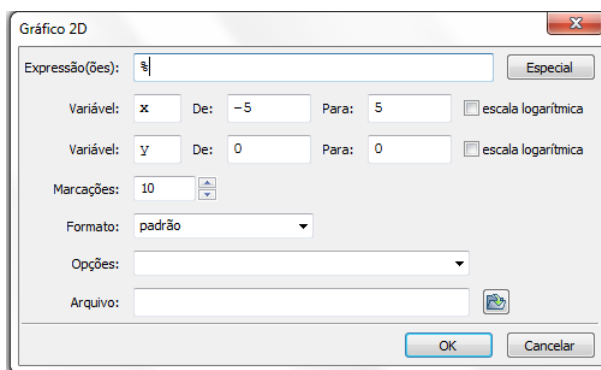 Gráfico 2D
Expressão(ões): % Especial
Variável: x De: -5 Para: 5 escala logarítmica
Variável: y De: 0 Para: 0 escala logarítmica
Marcações: 10
Formato: padrão
Opções:
Arquivo:
OK Cancelar